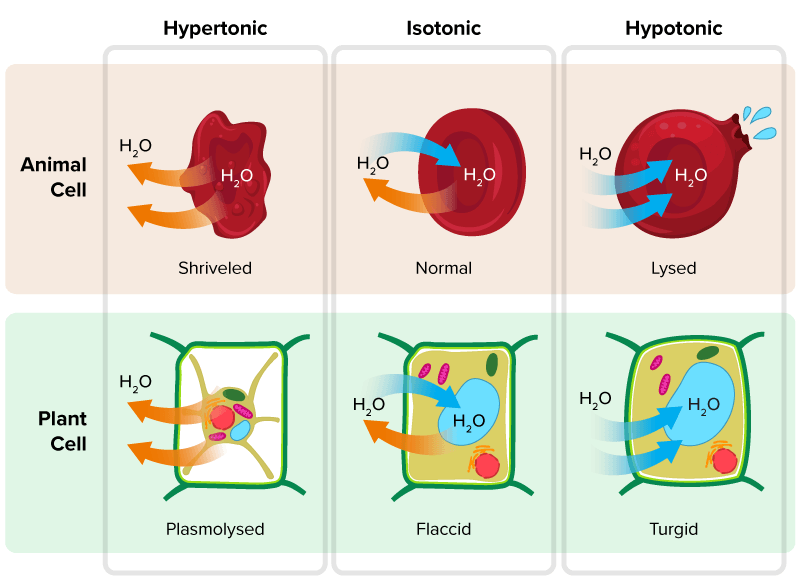 Hypertonic
Isotonic
Hypotonic
Animal
Cell
H₂O
H₂O
Shriveled
H₂O
H₂O
Normal
H₂O
H₂O
Lysed
Plant
Cell
H₂O
Plasmolysed
H₂O
H₂O
Flaccid
H₂O
H₂O
Turgid